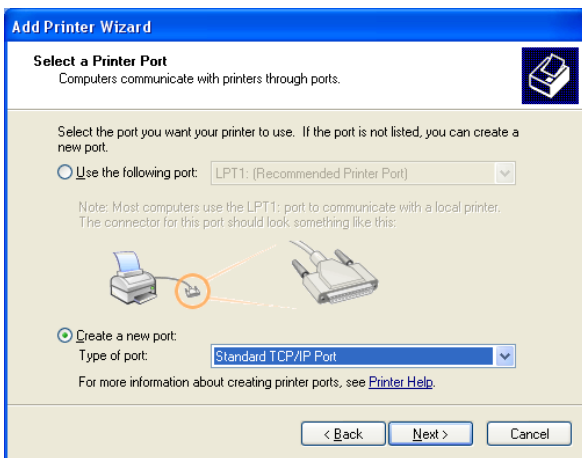 Add Printer Wizard
Select a Printer Port
Computers communicate with printers through ports.
Select the port you want your printer to use. If the port is not listed, you can create a
new port.
Use the following port: LPT1: (Recommended Printer Port)
Note: Most computers use the LPT1: port to communicate with a local printer.
The connector for this port should look something like this:
Create a new port:
Type of port: Standard TCP/IP Port
For more information about creating printer ports, see Printer Help.
< Back Next > Cancel